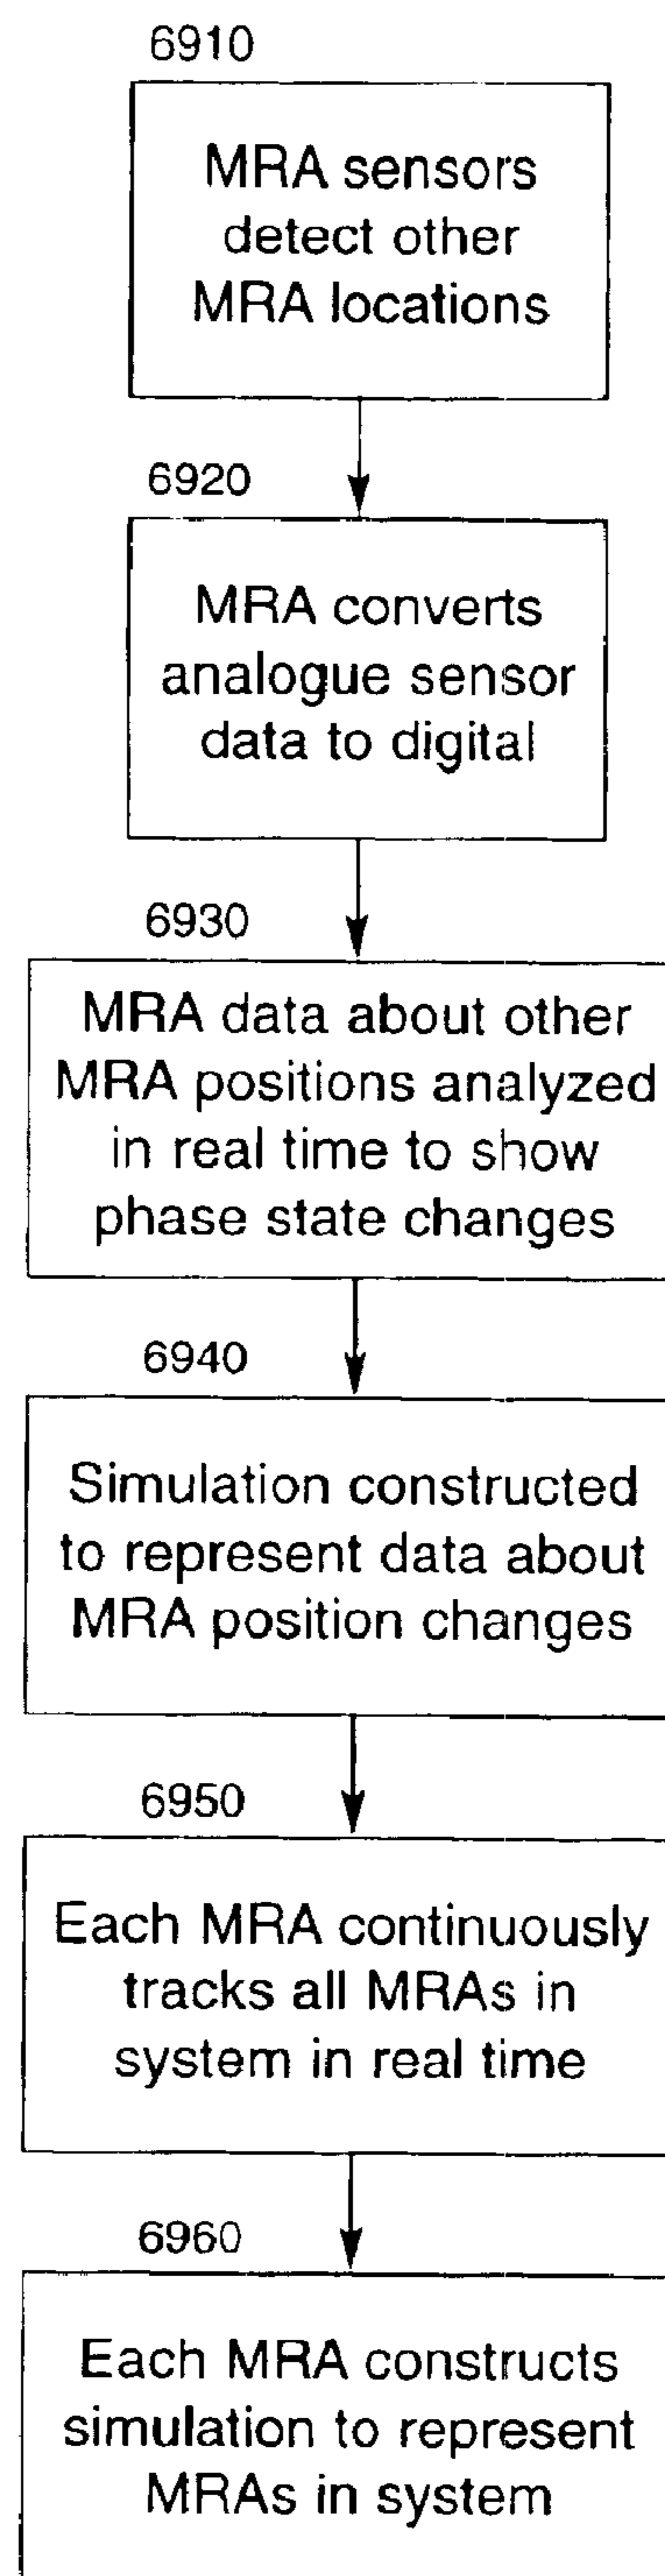 6910
MRA sensors
detect other
MRA locations
6920
MRA converts
analogue sensor
data to digital
6930
MRA data about other
MRA positions analyzed
in real time to show
phase state changes
6940
Simulation constructed
to represent data about
MRA position changes
6950
Each MRA continuously
tracks all MRAs in
system in real time
6960
Each MRA constructs
simulation to represent
MRAs in system